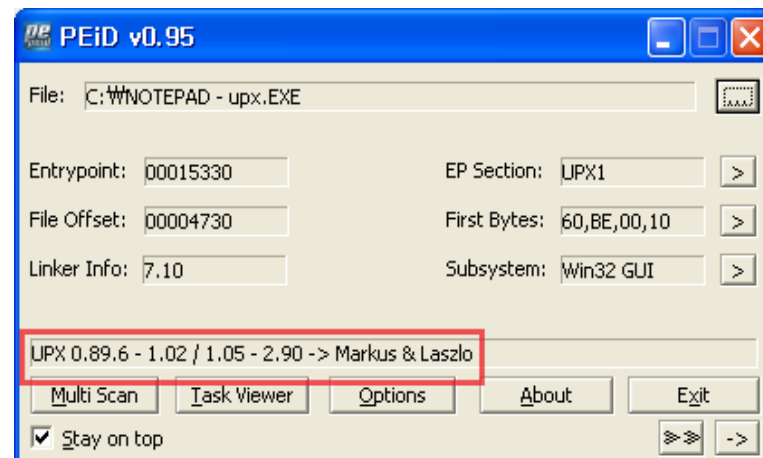 PEiD v0.95
File: C:₩NOTEPAD - upx.EXE ...
Entrypoint: 00015330 EP Section: UPX1 >
File Offset: 00004730 First Bytes: 60,BE,00,10 >
Linker Info: 7.10 Subsystem: Win32 GUI >
UPX 0.89.6 - 1.02 / 1.05 - 2.90 -> Markus & Laszlo
Multi Scan Task Viewer Options About Exit
Stay on top >> ->